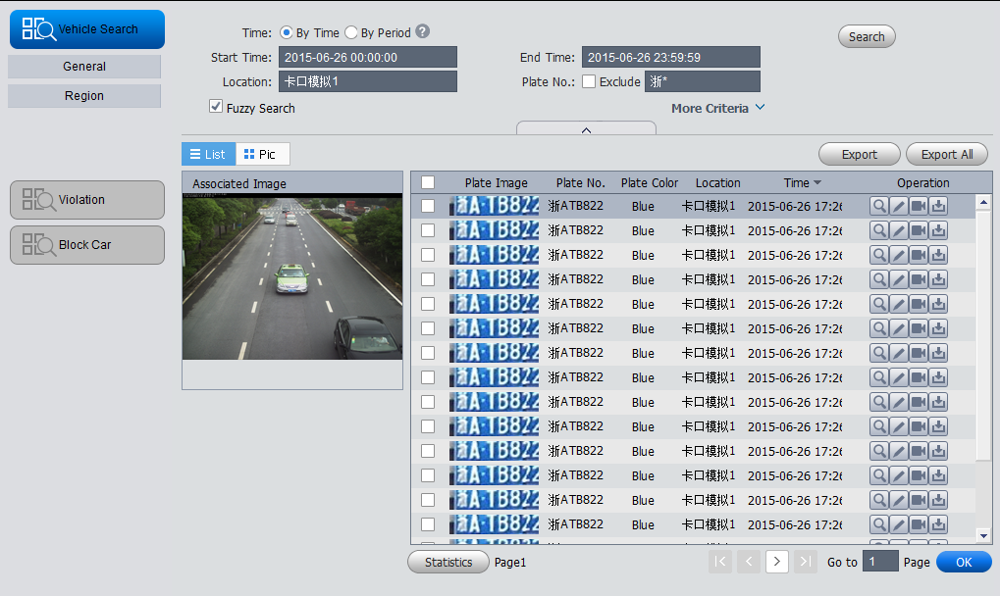 Vehicle Search
General
Region
Violation
Block Car
Time: By Time By Period ?
Start Time: 2015-06-26 00:00:00 End Time: 2015-06-26 23:59:59
Location: 卡口模拟1 Plate No.: Exclude 浙*
Fuzzy Search More Criteria
Search
List Pic Export Export All
Associated Image
Plate Image Plate No. Plate Color Location Time Operation
浙A·TB822 浙ATB822 Blue 卡口模拟1 2015-06-26 17:26
浙A·TB822 浙ATB822 Blue 卡口模拟1 2015-06-26 17:26
浙A·TB822 浙ATB822 Blue 卡口模拟1 2015-06-26 17:26
浙A·TB822 浙ATB822 Blue 卡口模拟1 2015-06-26 17:26
浙A·TB822 浙ATB822 Blue 卡口模拟1 2015-06-26 17:26
浙A·TB822 浙ATB822 Blue 卡口模拟1 2015-06-26 17:26
浙A·TB822 浙ATB822 Blue 卡口模拟1 2015-06-26 17:26
浙A·TB822 浙ATB822 Blue 卡口模拟1 2015-06-26 17:26
浙A·TB822 浙ATB822 Blue 卡口模拟1 2015-06-26 17:26
浙A·TB822 浙ATB822 Blue 卡口模拟1 2015-06-26 17:26
浙A·TB822 浙ATB822 Blue 卡口模拟1 2015-06-26 17:26
浙A·TB822 浙ATB822 Blue 卡口模拟1 2015-06-26 17:26
浙A·TB822 浙ATB822 Blue 卡口模拟1 2015-06-26 17:26
浙A·TB822 浙ATB822 Blue 卡口模拟1 2015-06-26 17:26
Statistics Page1 Go to 1 Page OK